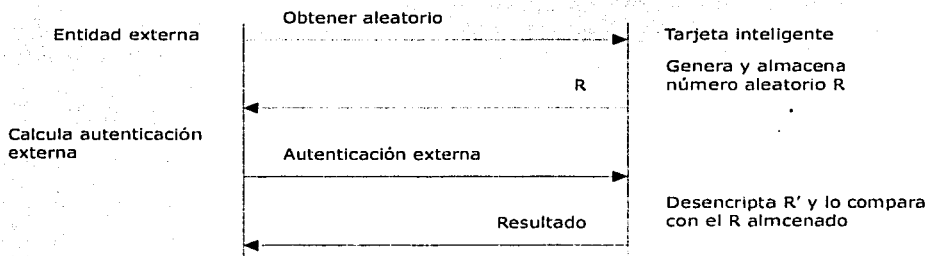 Obtener aleatorio
Entidad externa
Tarjeta inteligente
Genera y almacena
número aleatorio R
R
Calcula autenticación
externa
Autenticación externa
Desencripta R' y lo compara
con el R almcenado
Resultado